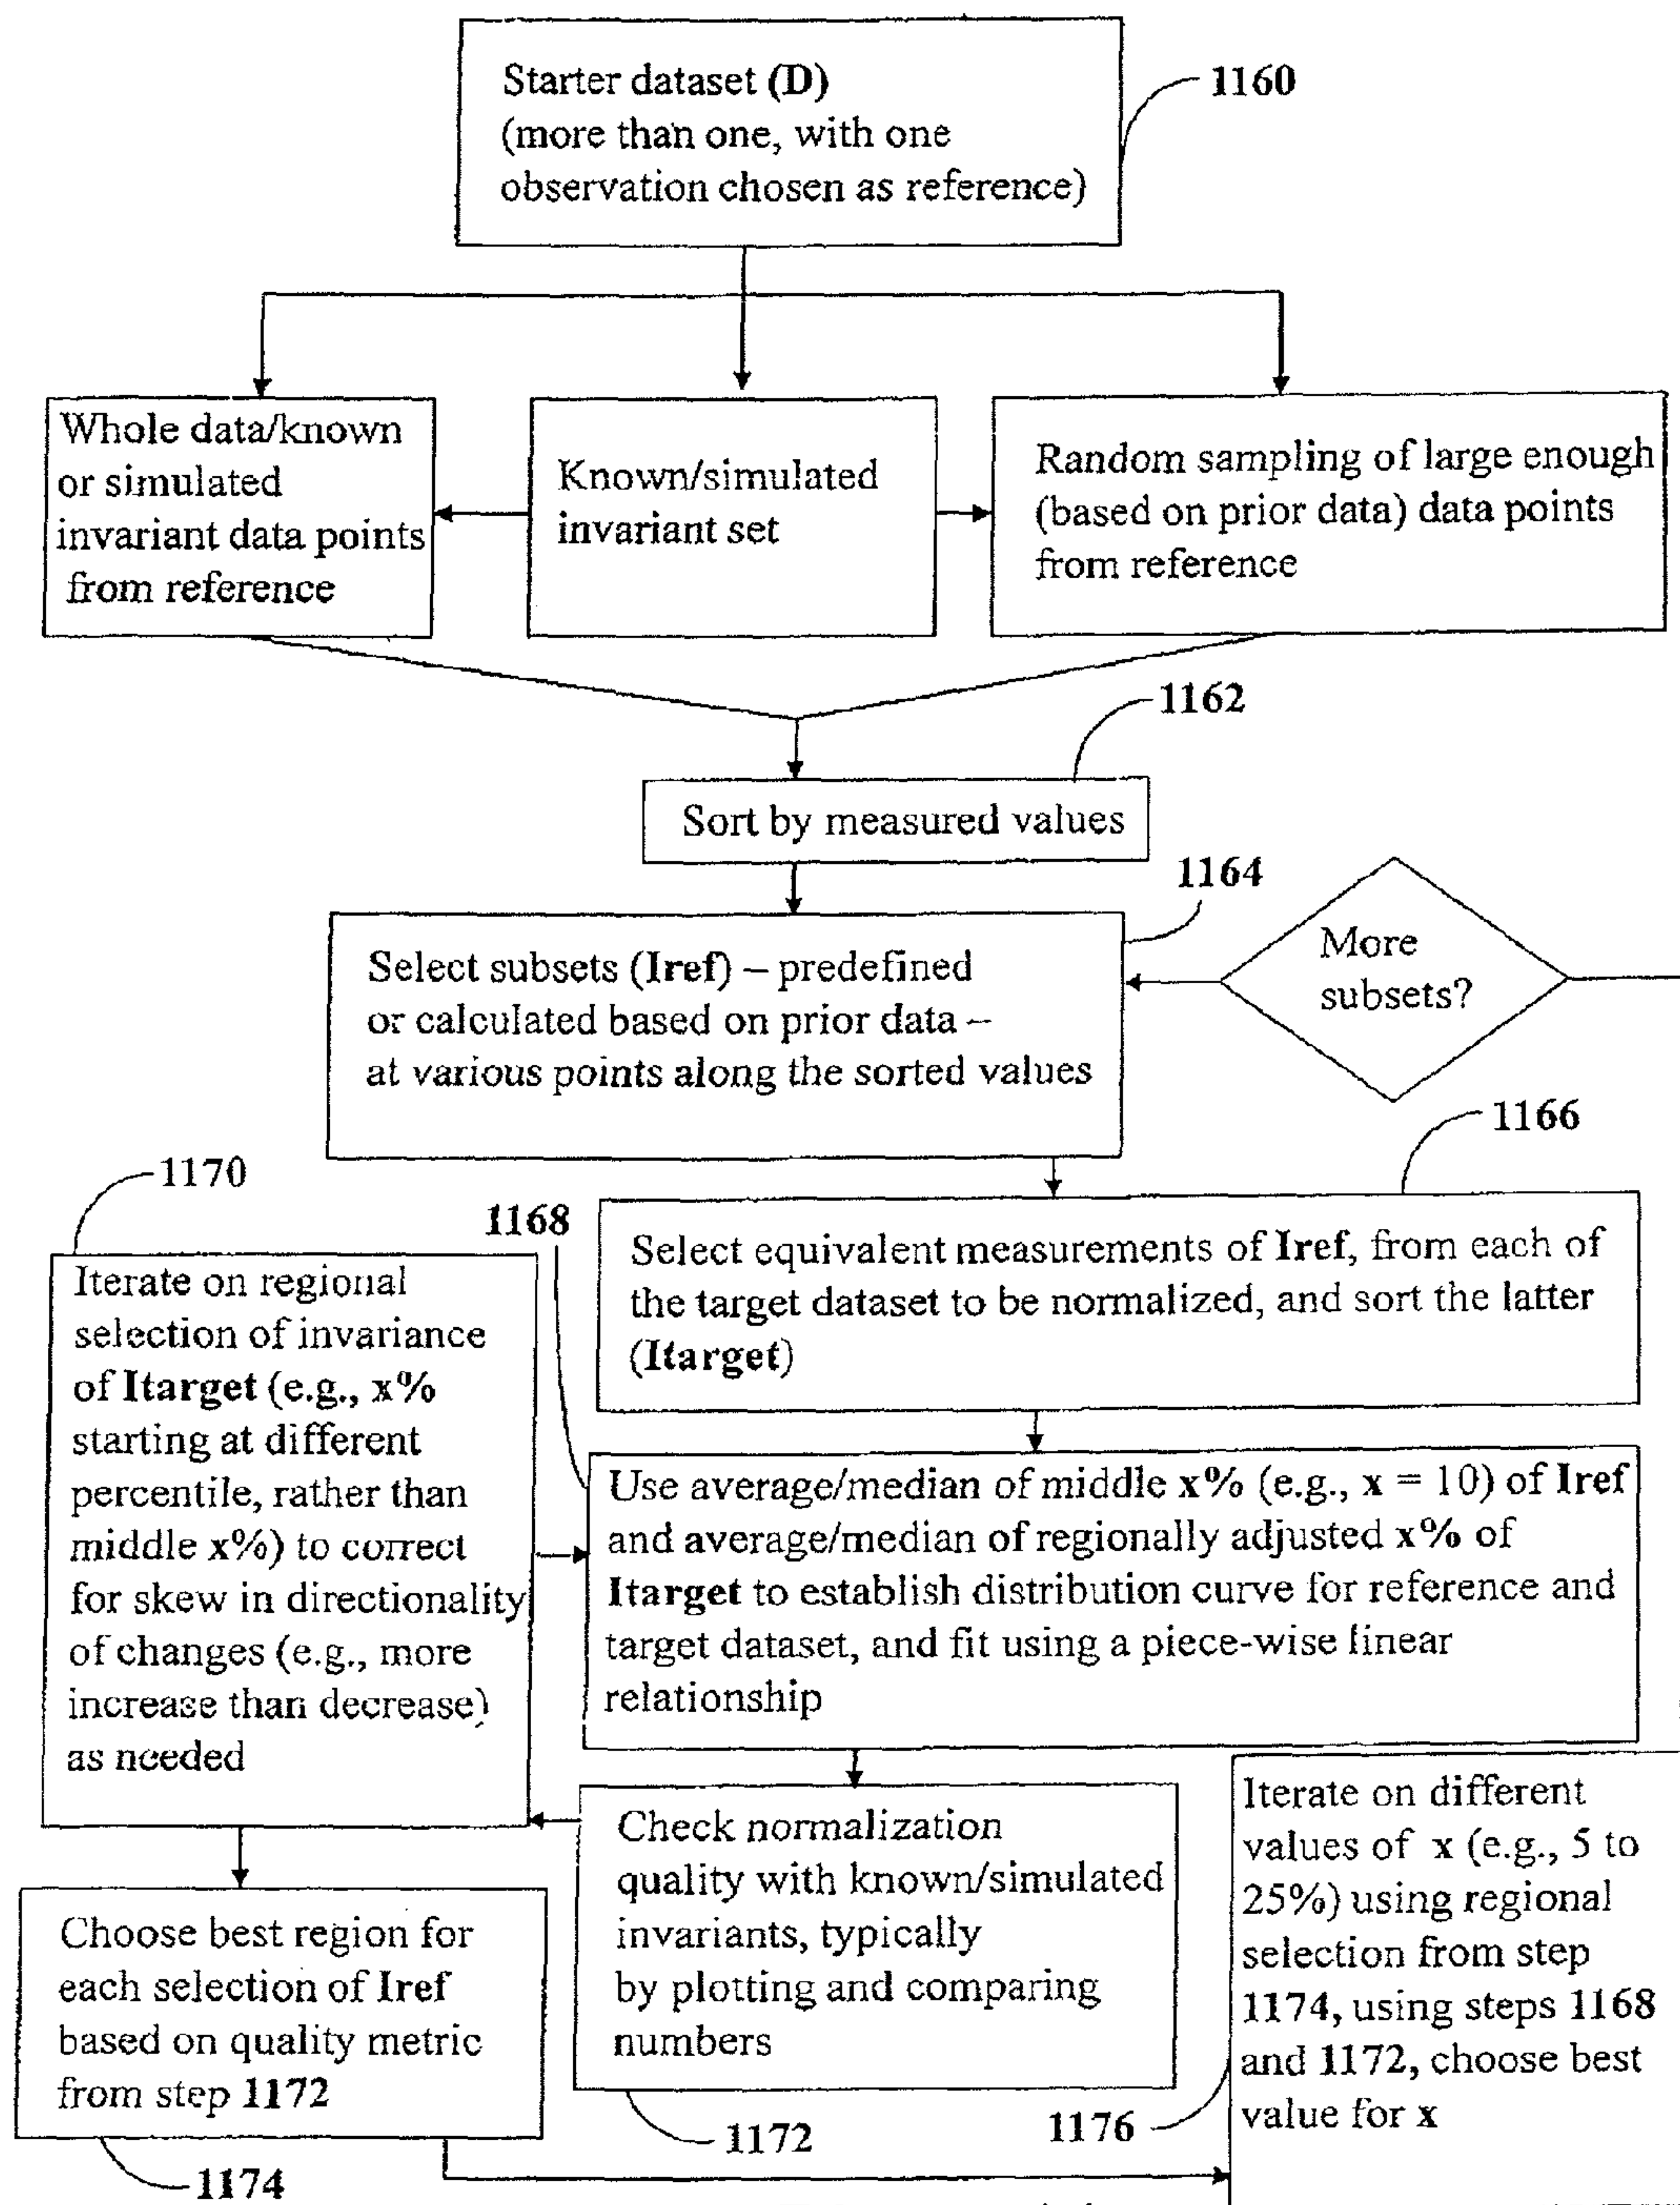 Starter dataset (D)
(more than one, with one
observation chosen as reference)
1160
Whole data/known
or simulated
invariant data points
from reference
Known/simulated
invariant set
Random sampling of large enough
(based on prior data) data points
from reference
1162
Sort by measured values
1164
Select subsets (Iref) – predefined
or calculated based on prior data –
at various points along the sorted values
More
subsets?
1166
Select equivalent measurements of Iref, from each of
the target dataset to be normalized, and sort the latter
(Itarget)
1170
Iterate on regional
selection of invariance
of Itarget (e.g., x%
starting at different
percentile, rather than
middle x%) to correct
for skew in directionality
of changes (e.g., more
increase than decrease)
as needed
1168
Use average/median of middle x% (e.g., x = 10) of Iref
and average/median of regionally adjusted x% of
Itarget to establish distribution curve for reference and
target dataset, and fit using a piece-wise linear
relationship
Check normalization
quality with known/simulated
invariants, typically
by plotting and comparing
numbers
1172
Choose best region for
each selection of Iref
based on quality metric
from step 1172
1174
Iterate on different
values of x (e.g., 5 to
25%) using regional
selection from step
1174, using steps 1168
and 1172, choose best
value for x
1176